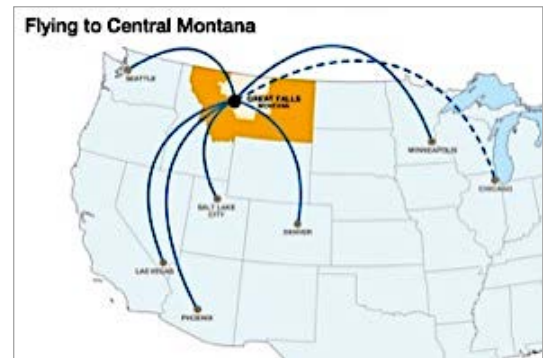 Flying to Central Montana
SEATTLE
GREAT FALLS
MONTANA
MINNEAPOLIS
CHICAGO
SALT LAKE
CITY
DENVER
LAS VEGAS
PHOENIX